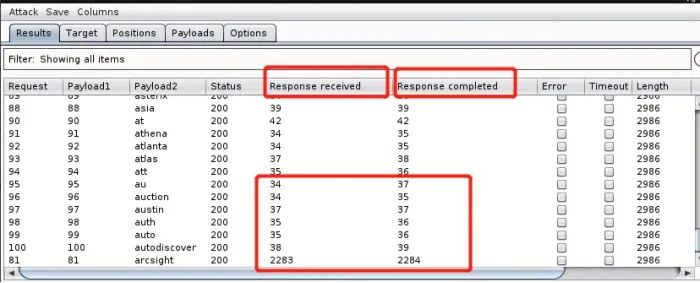 Attack Save Columns
Results Target Positions Payloads Options
Filter: Showing all items
Request Payload1 Payload2 Status Response received Response completed Error Timeout Length
89 89 asterix 200 2986
88 88 asia 200 39 39 2986
90 90 at 200 42 42 2986
91 91 athena 200 34 35 2986
92 92 atlanta 200 34 35 2986
93 93 atlas 200 37 38 2986
94 94 att 200 35 36 2986
95 95 au 200 34 37 2986
96 96 auction 200 34 35 2986
97 97 austin 200 37 37 2986
98 98 auth 200 35 36 2986
99 99 auto 200 35 36 2986
100 100 autodiscover 200 38 39 2986
81 81 arcsight 200 2283 2284 2986